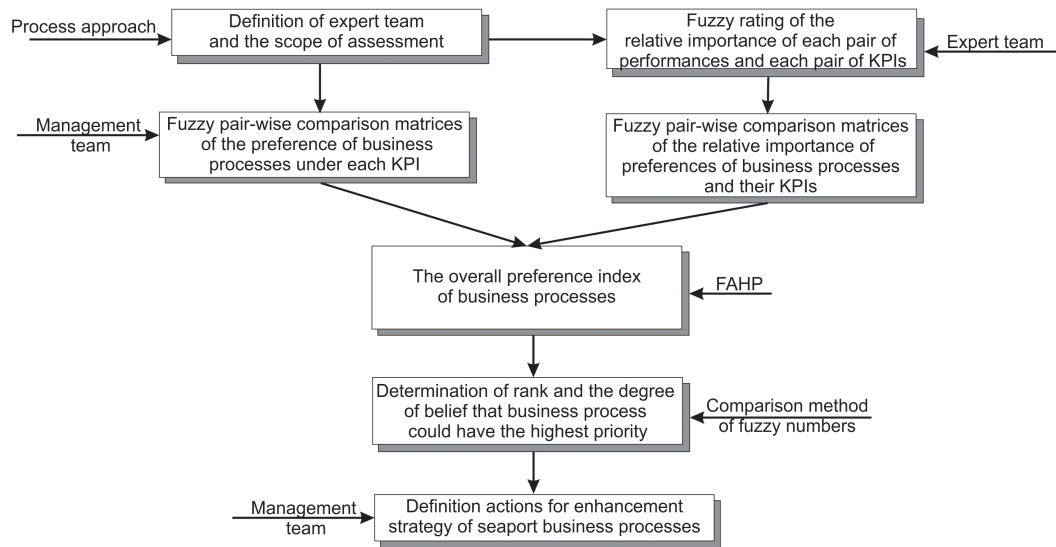 Process approach
Definition of expert team
and the scope of assessment
Fuzzy rating of the
relative importance of each pair of
performances and each pair of KPIs
Expert team
Management
team
Fuzzy pair-wise comparison matrices
of the preference of business
processes under each KPI
Fuzzy pair-wise comparison matrices
of the relative importance of
preferences of business processes
and their KPIs
The overall preference index
of business processes
FAHP
Determination of rank and the degree
of belief that business process
could have the highest priority
Comparison method
of fuzzy numbers
Management
team
Definition actions for enhancement
strategy of seaport business processes